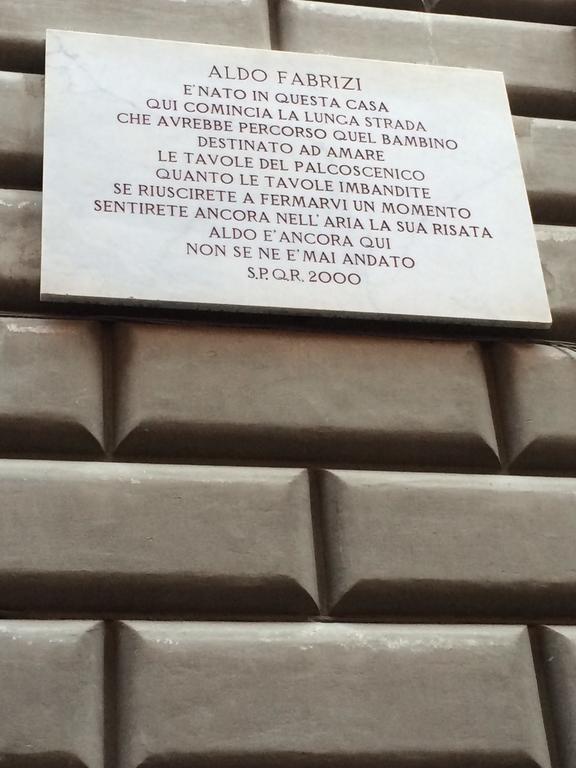 ALDO FABRIZI
E'NATO IN QUESTA CASA
QUI COMINCIA LA LUNGA STRADA
CHE AVREBBE PERCORSO QUEL BAMBINO
DESTINATO AD AMARE
LE TAVOLE DEL PALCOSCENICO
QUANTO LE TAVOLE IMBANDITE
SE RIUSCIRETE A FERMARVI UN MOMENTO
SENTIRETE ANCORA NELL'ARIA LA SUA RISATA
ALDO E'ANCORA QUI
NON SE NE E'MAI ANDATO
S.P.Q.R. 2000